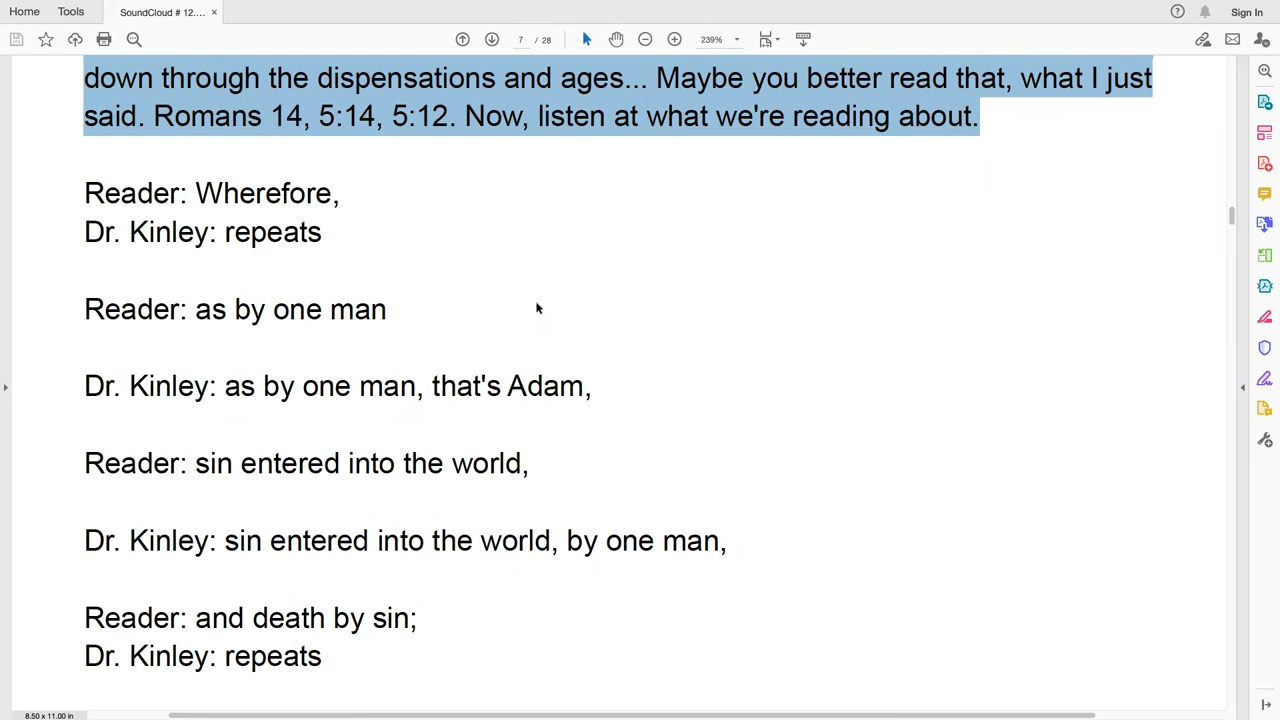 Home Tools SoundCloud # 12.... × Sign In
7 / 28 239%
down through the dispensations and ages... Maybe you better read that, what I just
said. Romans 14, 5:14, 5:12. Now, listen at what we're reading about.
Reader: Wherefore,
Dr. Kinley: repeats
Reader: as by one man
Dr. Kinley: as by one man, that's Adam,
Reader: sin entered into the world,
Dr. Kinley: sin entered into the world, by one man,
Reader: and death by sin;
Dr. Kinley: repeats
8.50 x 11.00 in